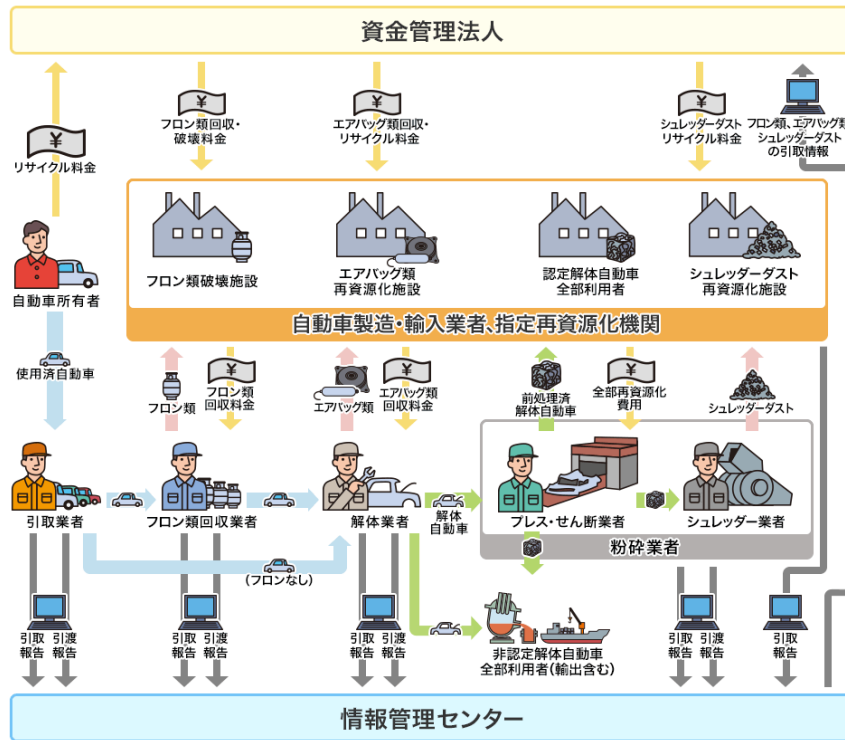 資金管理法人
¥
フロン類回収・
破壊料金
¥
エアバッグ類回収・
リサイクル料金
¥
シュレッダーダスト
リサイクル料金
フロン類、エアバッグ類
シュレッダーダスト
の引取情報
¥
リサイクル料金
自動車所有者
フロン類破壊施設
エアバッグ類
再資源化施設
認定解体自動車
全部利用者
シュレッダーダスト
再資源化施設
自動車製造・輸入業者、指定再資源化機関
使用済自動車
フロン類
¥
フロン類
回収料金
エアバッグ類
¥
エアバッグ類
回収料金
前処理済
解体自動車
¥
全部再資源化
費用
シュレッダーダスト
引取業者
フロン類回収業者
解体業者
解体
自動車
プレス・せん断業者
シュレッダー業者
粉砕業者
(フロンなし)
引取
報告
引渡
報告
引取
報告
引渡
報告
引取
報告
引渡
報告
非認定解体自動車
全部利用者(輸出含む)
引取
報告
引渡
報告
引取
報告
情報管理センター